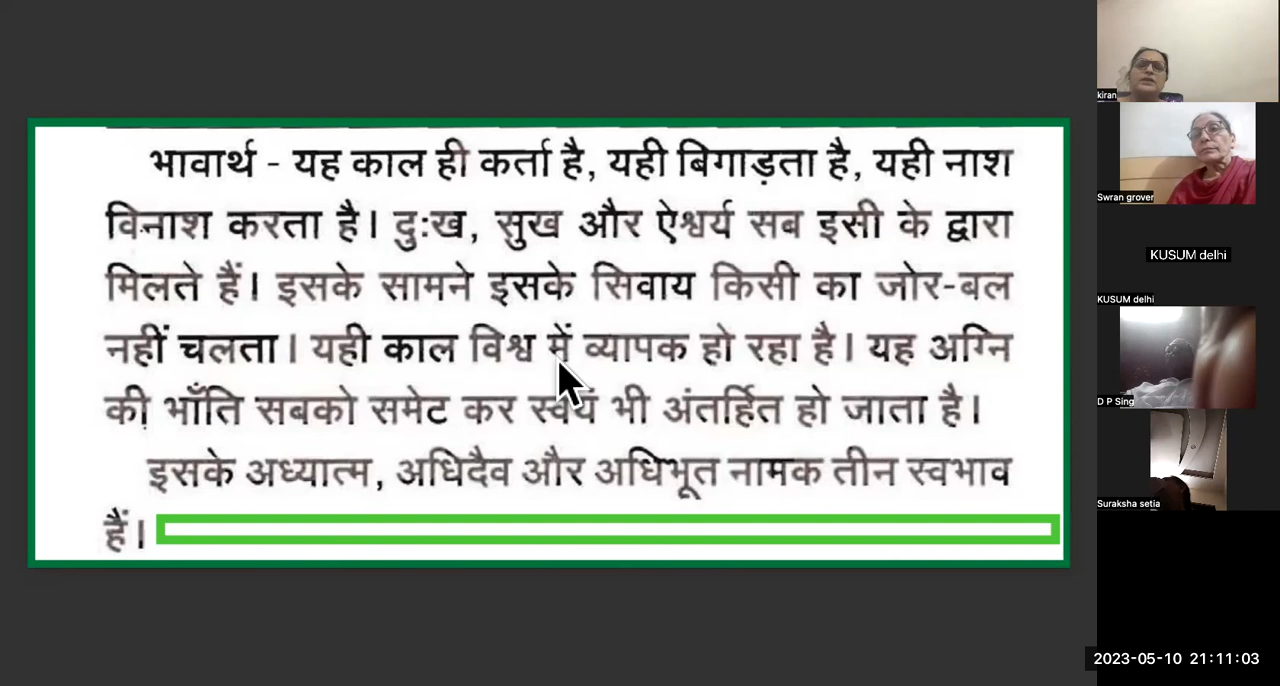 भावार्थ - यह काल ही कर्ता है, यही बिगाड़ता है, यही नाश
विनाश करता है। दुःख, सुख और ऐश्वर्य सब इसी के द्वारा
मिलते हैं। इसके सामने इसके सिवाय किसी का जोर-बल
नहीं चलता। यही काल विश्व में व्यापक हो रहा है। यह अग्नि
की भाँति सबको समेट कर स्वयं भी अंतर्हित हो जाता है।
इसके अध्यात्म, अधिदैव और अधिभूत नामक तीन स्वभाव
हैं।
kiran
Swran grover
KUSUM delhi
KUSUM delhi
D P Sing
Suraksha setia
2023-05-10 21:11:03